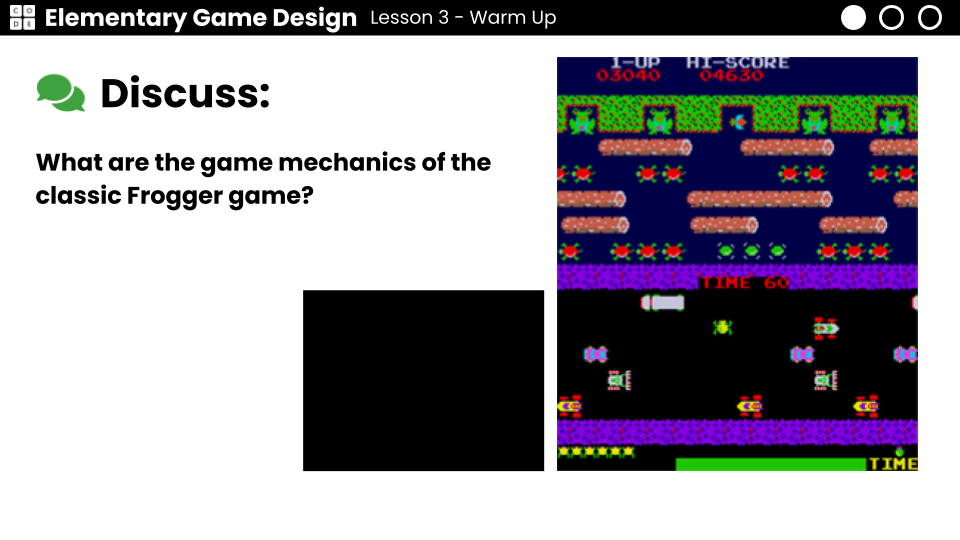 C O
D E
Elementary Game Design Lesson 3 - Warm Up
Discuss:
What are the game mechanics of the
classic Frogger game?
1-UP HI-SCORE
03040 04630
TIME 60
TIME